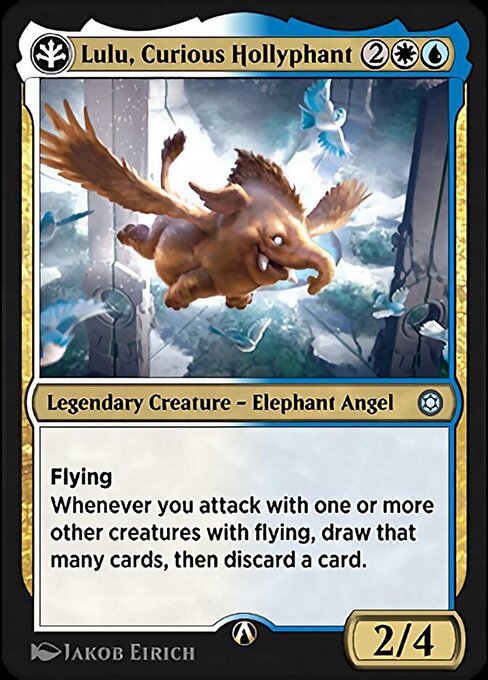 Lulu, Curious Hollyphant 2
Legendary Creature – Elephant Angel
Flying
Whenever you attack with one or more
other creatures with flying, draw that
many cards, then discard a card.
2/4
Jakob Eirich